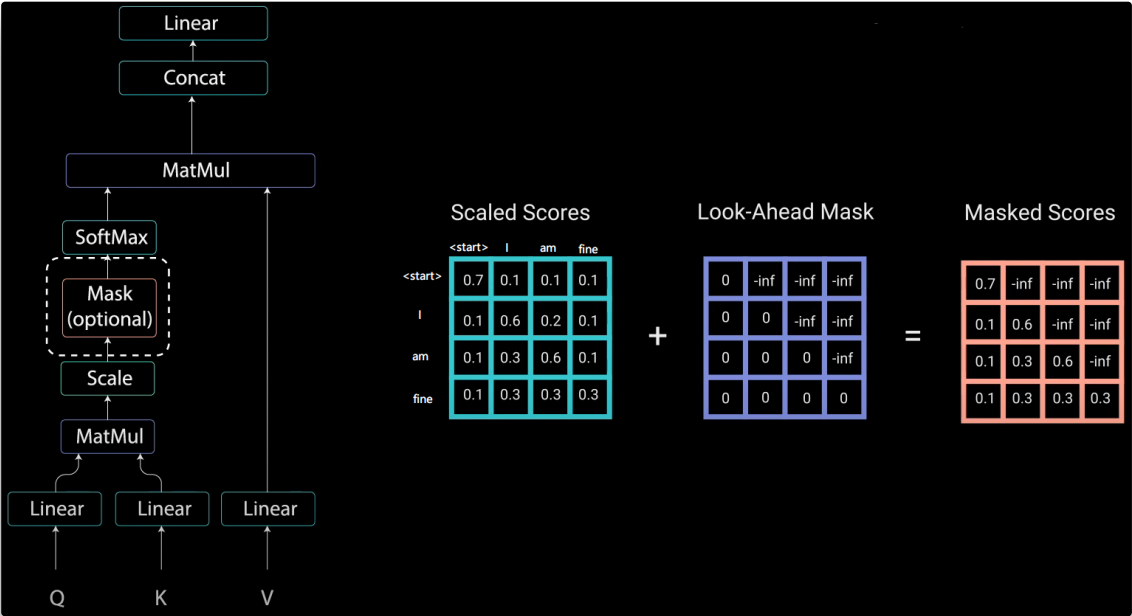 Linear
Concat
MatMul
SoftMax
Mask
(optional)
Scale
MatMul
Linear Linear Linear
Q K V
Scaled Scores
<start> I am fine
<start> 0.7 0.1 0.1 0.1
I 0.1 0.6 0.2 0.1
am 0.1 0.3 0.6 0.1
fine 0.1 0.3 0.3 0.3
+
Look-Ahead Mask
0 -inf -inf -inf
0 0 -inf -inf
0 0 0 -inf
0 0 0 0
=
Masked Scores
0.7 -inf -inf -inf
0.1 0.6 -inf -inf
0.1 0.3 0.6 -inf
0.1 0.3 0.3 0.3